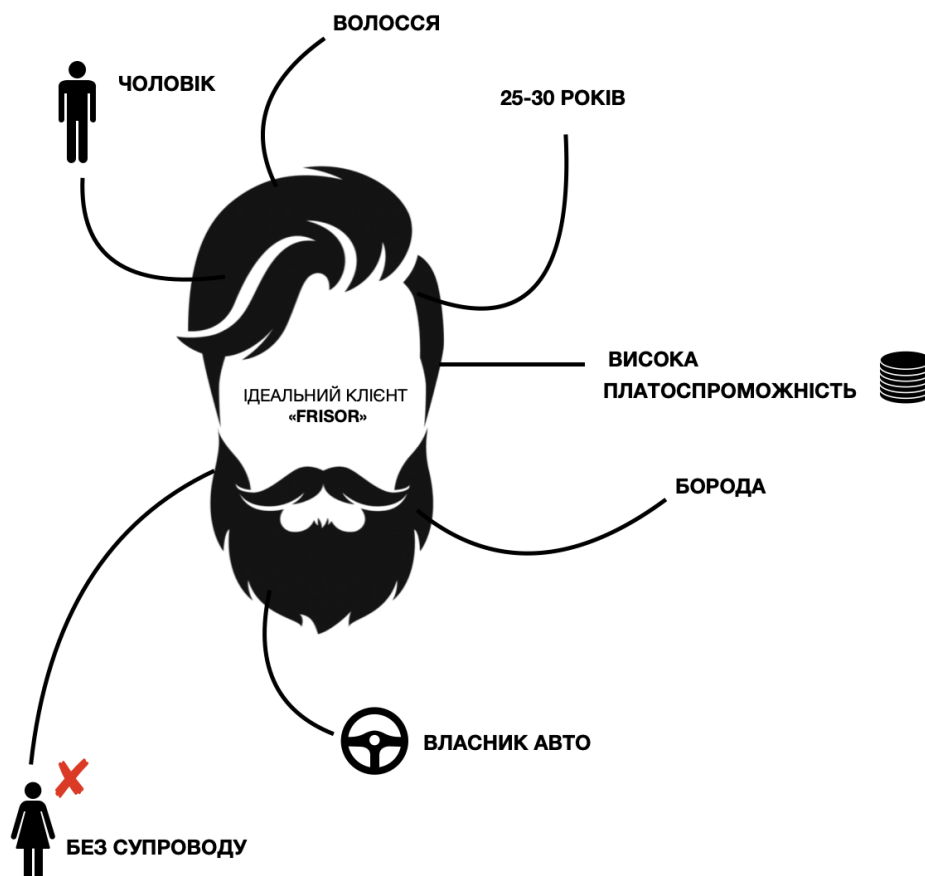 ВОЛОССЯ
ЧОЛОВІК
25-30 РОКІВ
ВИСОКА
ПЛАТОСПРОМОЖНІСТЬ
ІДЕАЛЬНИЙ КЛІЄНТ
«FRISOR»
БОРОДА
ВЛАСНИК АВТО
БЕЗ СУПРОВОДУ